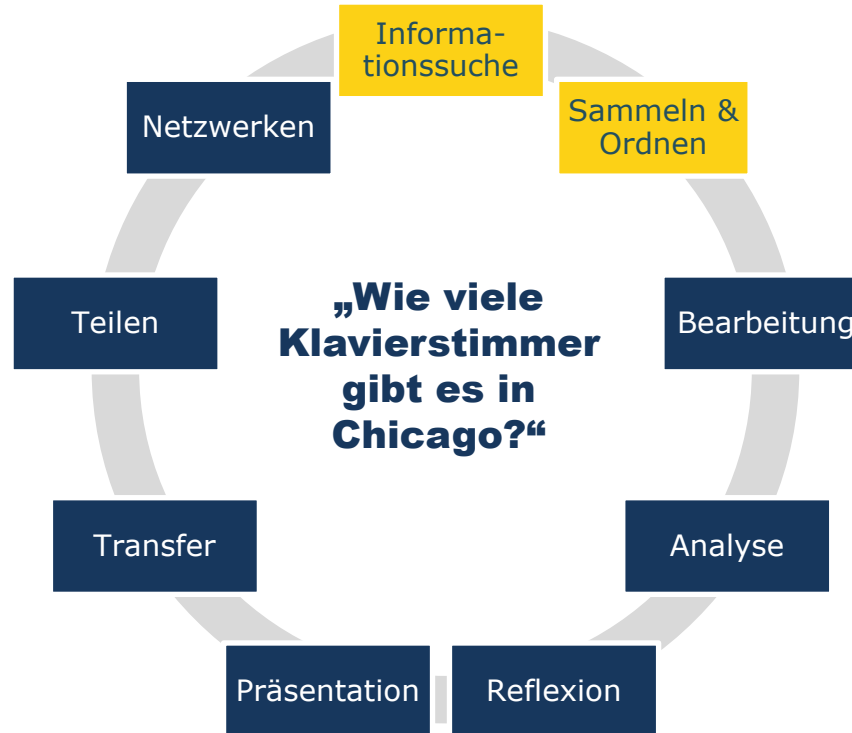 Informa-
tionssuche
Sammeln &
Ordnen
Bearbeitung
Analyse
Reflexion
Präsentation
Transfer
Teilen
Netzwerken
„Wie viele
Klavierstimmer
gibt es in
Chicago?“